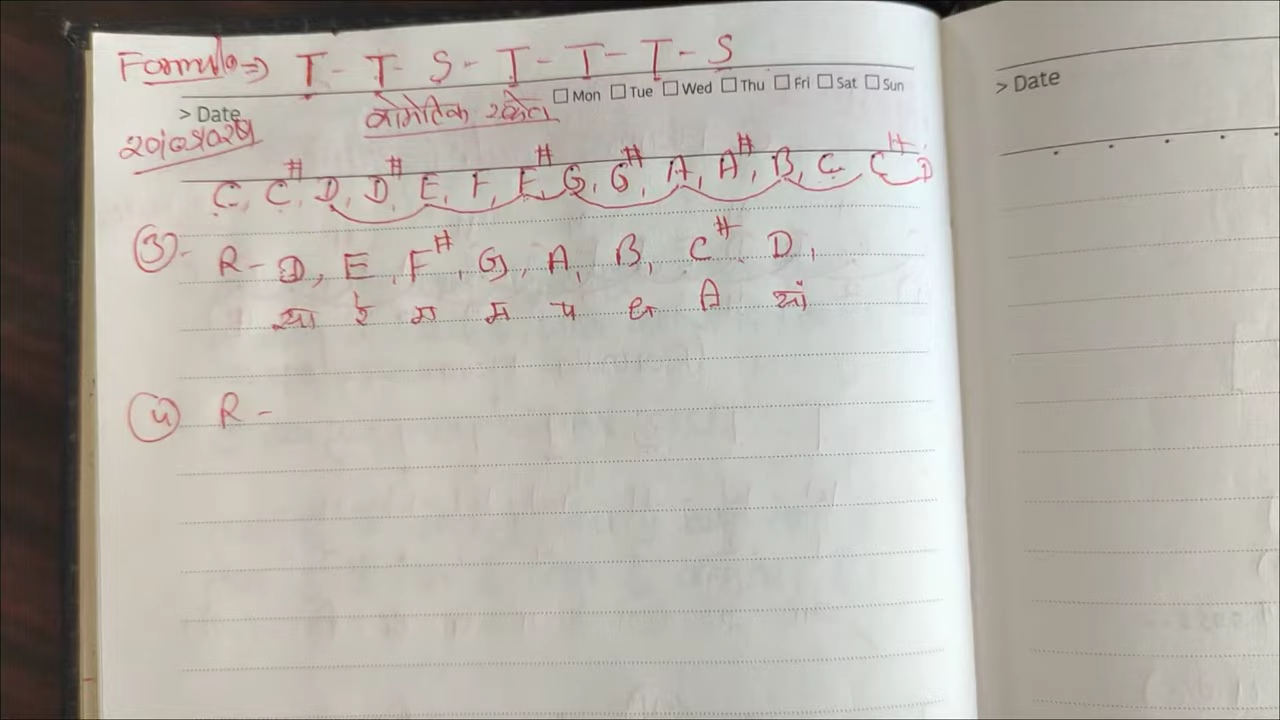 Formula ⇒ T - T - S - T - T - T - S
> Date Mon Tue Wed Thu Fri Sat Sun
> Date
C, C#, D, D#, E, F, F#, G, G#, A, A#, B, C, C# D
③- R - D, E, F#, G, A, B, C# D,
सा रे ग म प ध A सां
④ R -